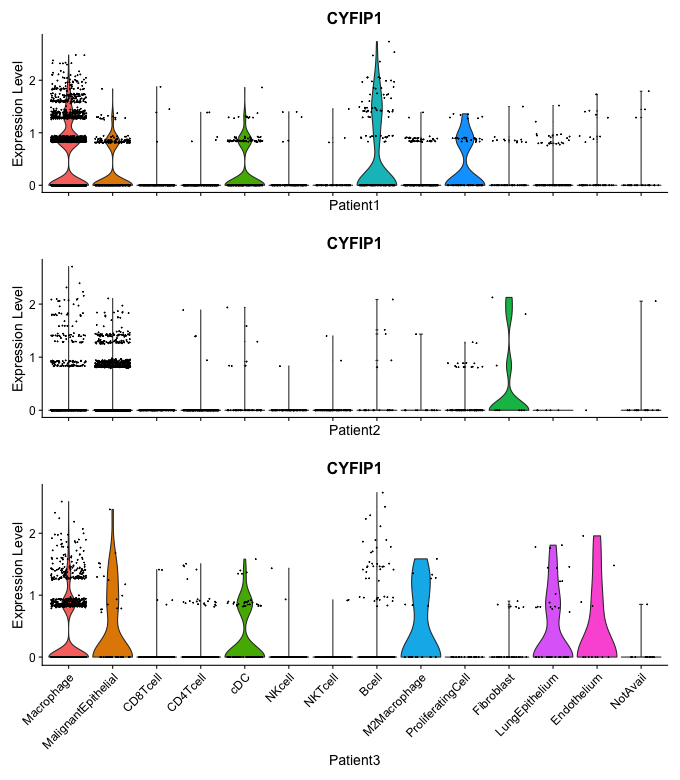 CYFIP1
Expression Level
2
1
0
Patient1
CYFIP1
Expression Level
2
1
0
Patient2
CYFIP1
Expression Level
2
1
0
Macrophage
MalignantEpithelial
CD8Tcell
CD4Tcell
cDC
NKcell
NKTcell
Bcell
M2Macrophage
ProliferatingCell
Fibroblast
LungEpithelium
Endothelium
NotAvail
Patient3